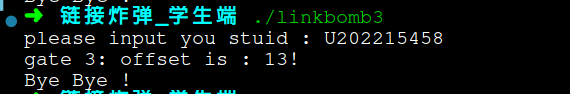 ➜ 链接炸弹_学生端 ./linkbomb3
please input you stuid : U202215458
gate 3: offset is : 13!
Bye Bye !